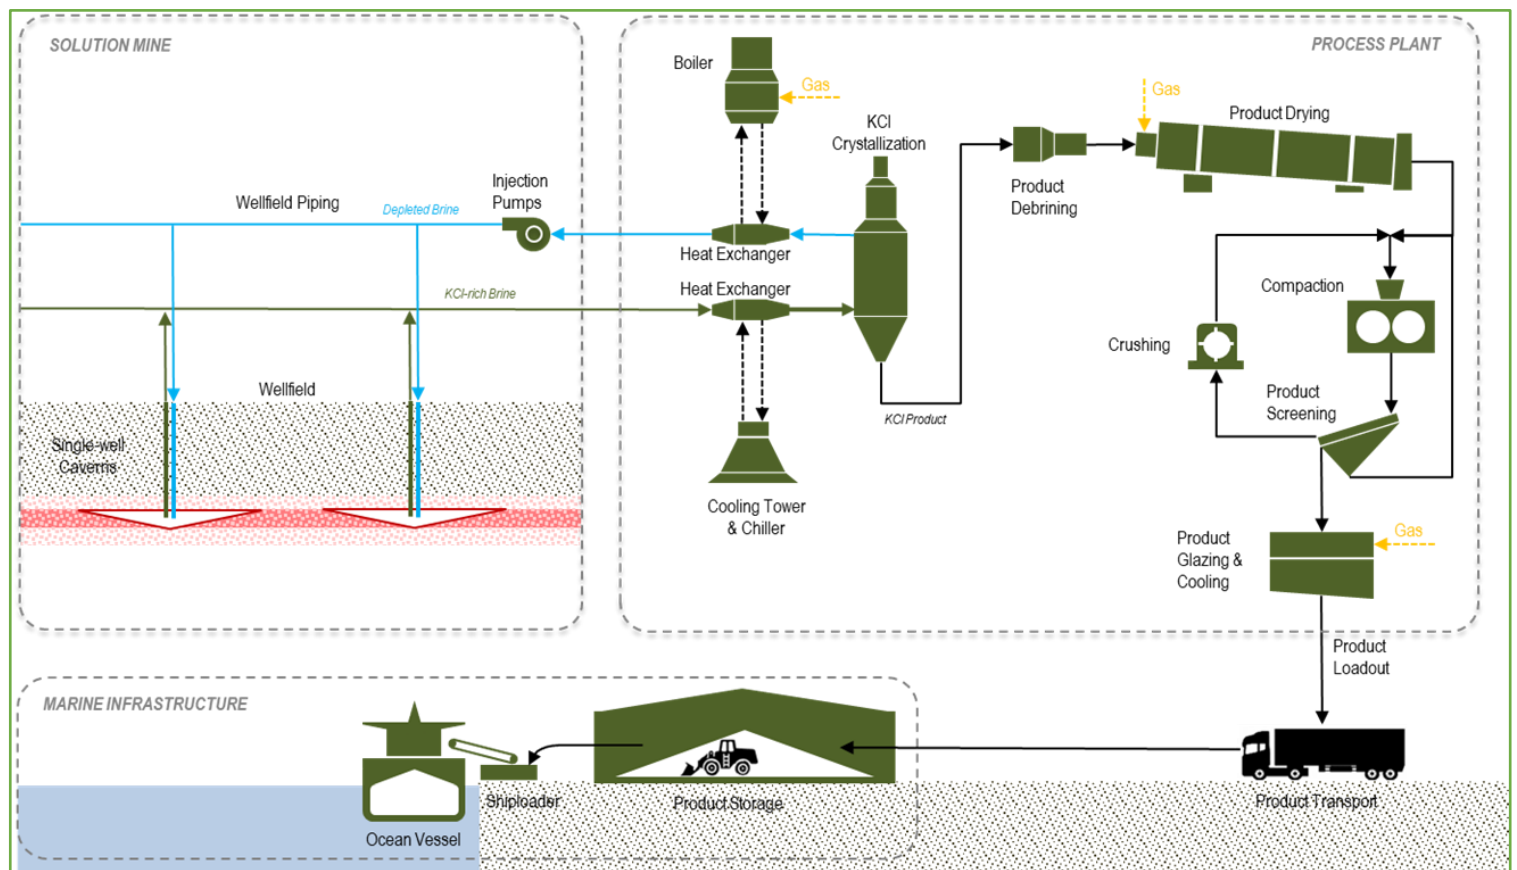 SOLUTION MINE
PROCESS PLANT
Boiler
Gas
Gas
KCl
Crystallization
Product Drying
Injection
Pumps
Product
Debrining
Wellfield Piping
Depleted Brine
Heat Exchanger
Heat Exchanger
KCl-rich Brine
Compaction
Crushing
Wellfield
Product
Screening
KCl Product
Single-well
Caverns
Cooling Tower
& Chiller
Product
Glazing &
Cooling
Gas
Product
Loadout
MARINE INFRASTRUCTURE
Shiploader
Product Storage
Product Transport
Ocean Vessel